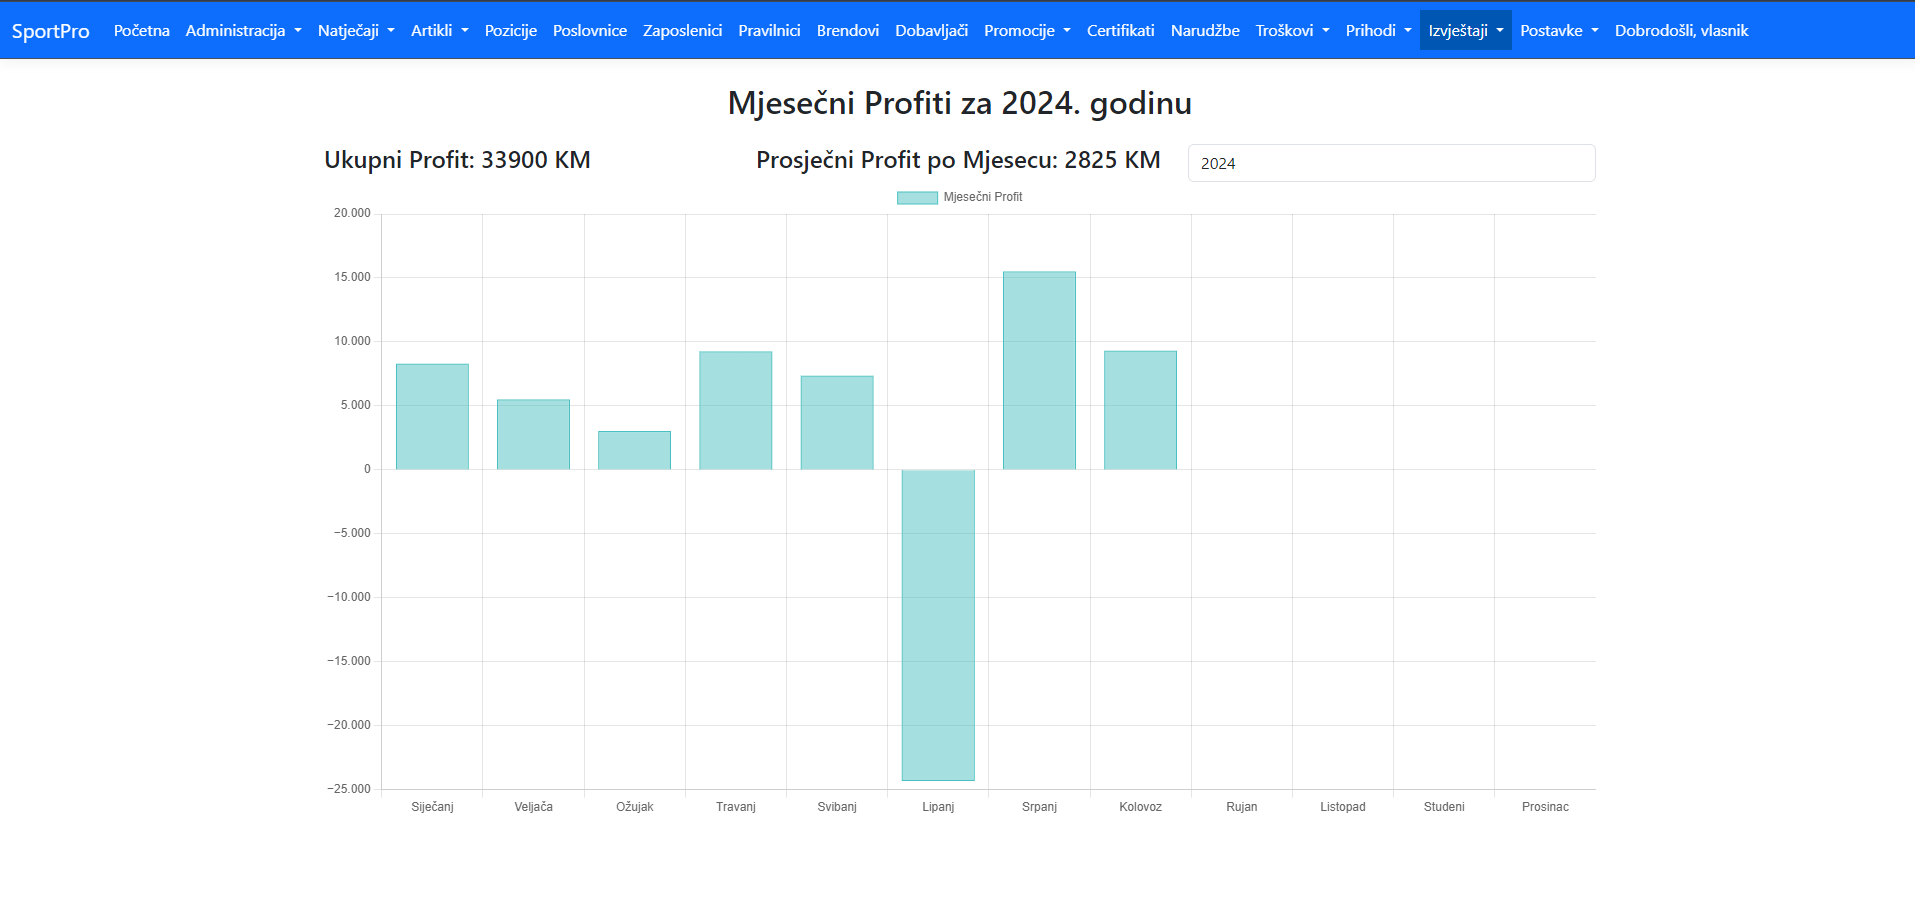 SportPro Početna Administracija Natječaji Artikli Pozicije Poslovnice Zaposlenici Pravilnici Brendovi Dobavljači Promocije Certifikati Narudžbe Troškovi Prihodi Izvještaji Postavke Dobrodošli, vlasnik
Mjesečni Profiti za 2024. godinu
Ukupni Profit: 33900 KM Prosječni Profit po Mjesecu: 2825 KM 2024
Mjesečni Profit
20.000
15.000
10.000
5.000
0
−5.000
−10.000
−15.000
−20.000
−25.000
Siječanj Veljača Ožujak Travanj Svibanj Lipanj Srpanj Kolovoz Rujan Listopad Studeni Prosinac